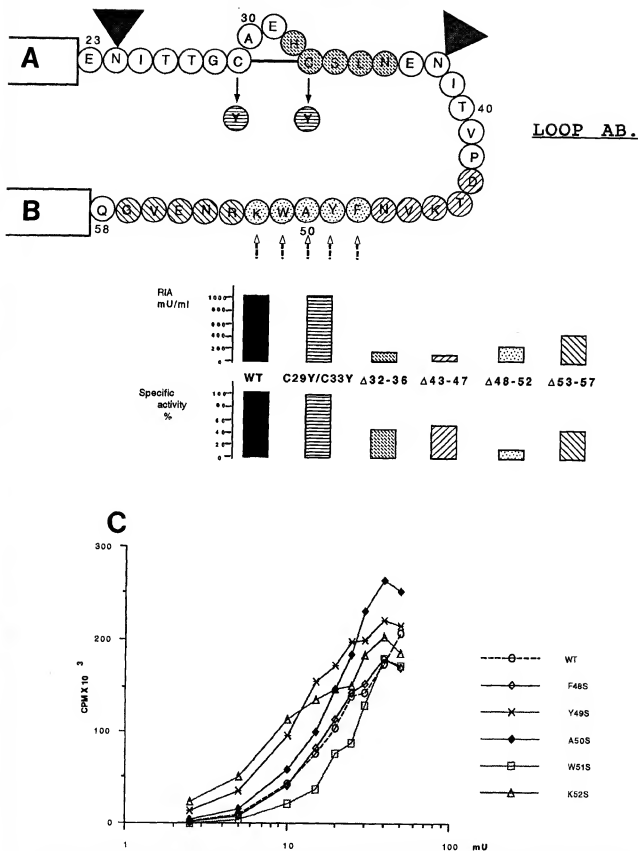 30
23
A E H
A
E N I T T G C C S L N E N
I
T 40
Y Y
V
LOOP AB.
P
D
B
Q G V E N R K W A Y F N V K T
58 50
RIA
mU/ml
1000
800
600
400
200
0
WT C29Y/C33Y Δ32-36 Δ43-47 Δ48-52 Δ53-57
Specific
activity
%
100
80
60
40
20
0
C
300
200
100
0
CPM X 10 3
1 10 100
mU
WT
F48S
Y49S
A50S
W51S
K52S